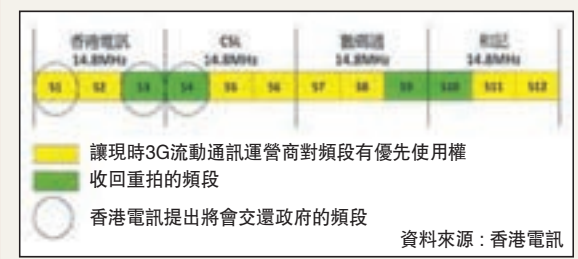 香港電訊 CSL 數碼通 和記
14.8MHz 14.8MHz 14.8MHz 14.8MHz
S1 S2 S3 S4 S5 S6 S7 S8 S9 S10 S11 S12
讓現時3G流動通訊運營商對頻段有優先使用權
收回重拍的頻段
香港電訊提出將會交還政府的頻段
資料來源 : 香港電訊